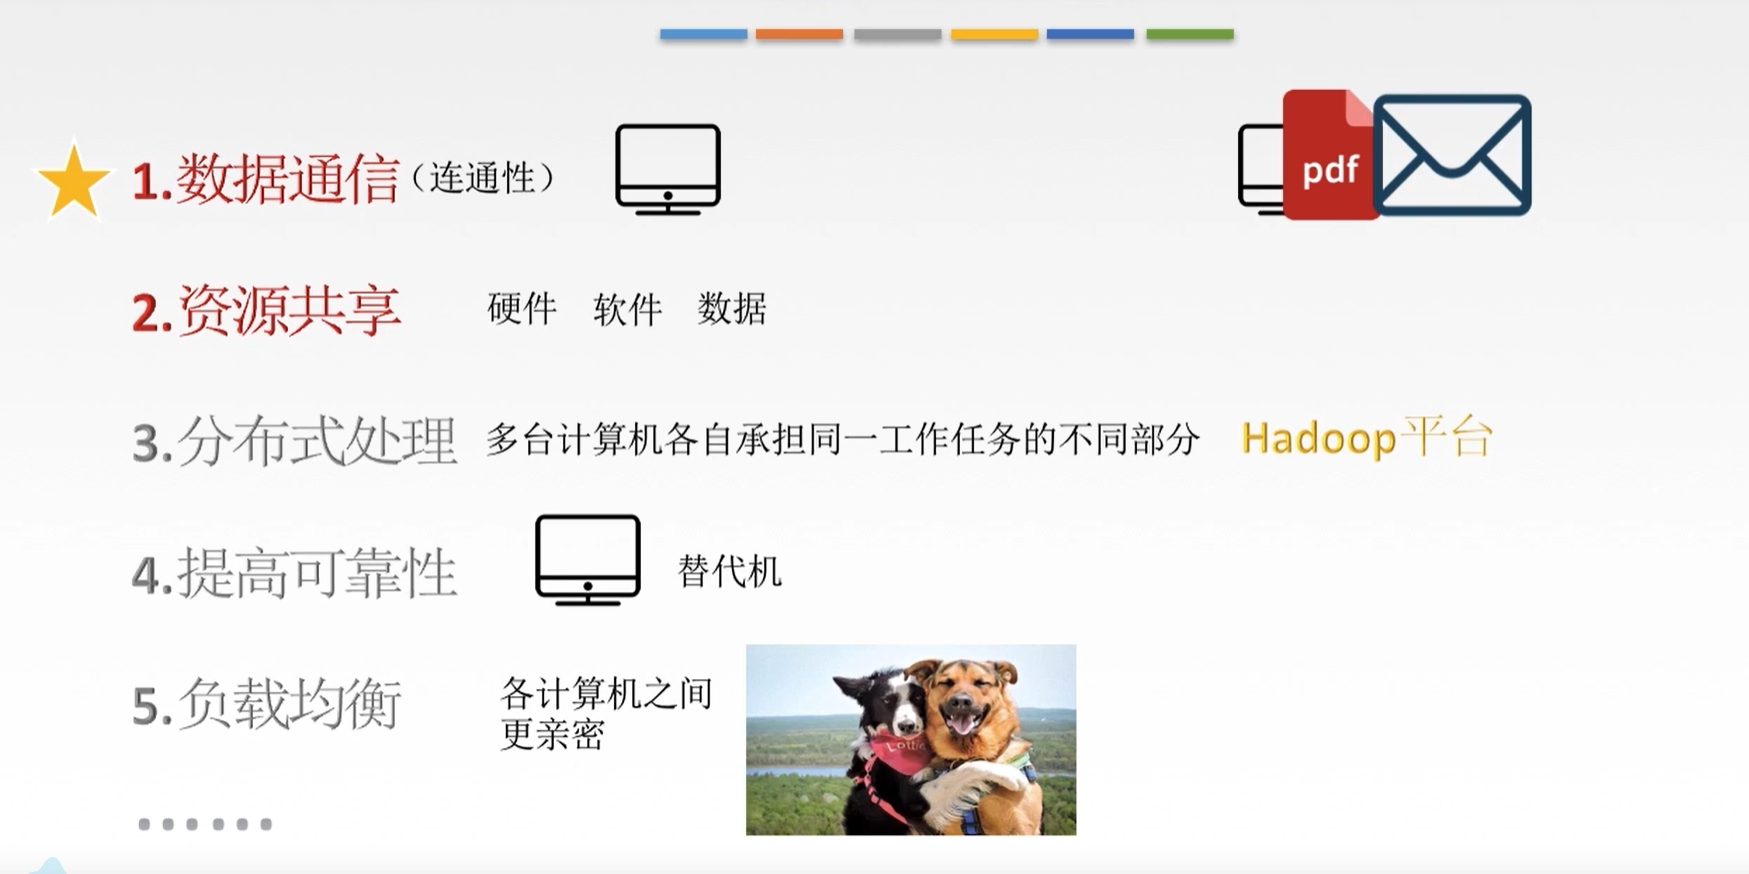 1.数据通信（连通性）
pdf
2.资源共享 硬件 软件 数据
3.分布式处理 多台计算机各自承担同一工作任务的不同部分 Hadoop平台
4.提高可靠性 替代机
5.负载均衡 各计算机之间
更亲密
Lottie
......